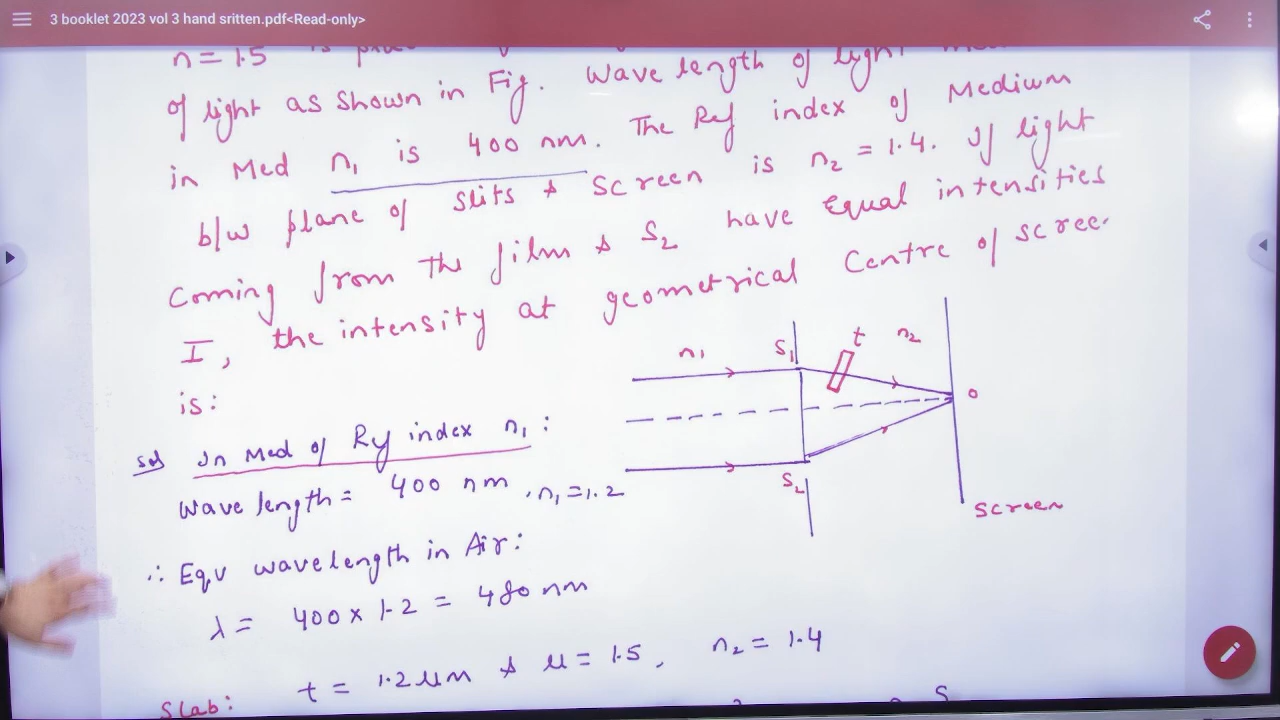 3 booklet 2023 vol 3 hand sritten.pdf<Read-only>
n = 1.5 is
of light as shown in Fig. Wave length of light
in Med n₁ is 400 nm. The Ref index of Medium
b/w plane of slits & screen is n₂ = 1.4. If light
coming from the film & S₂ have equal intensities
I, the intensity at geometrical centre of scree
is:
n₁ S₁ t n₂
O
S₂
screen
Sol In Med of Ref index n₁ :
wave length = 400 nm , n₁ = 1.2
∴ Equ wavelength in Air:
λ = 400 x 1.2 = 480 nm
Slab: t = 1.2 μm & μ = 1.5 , n₂ = 1.4